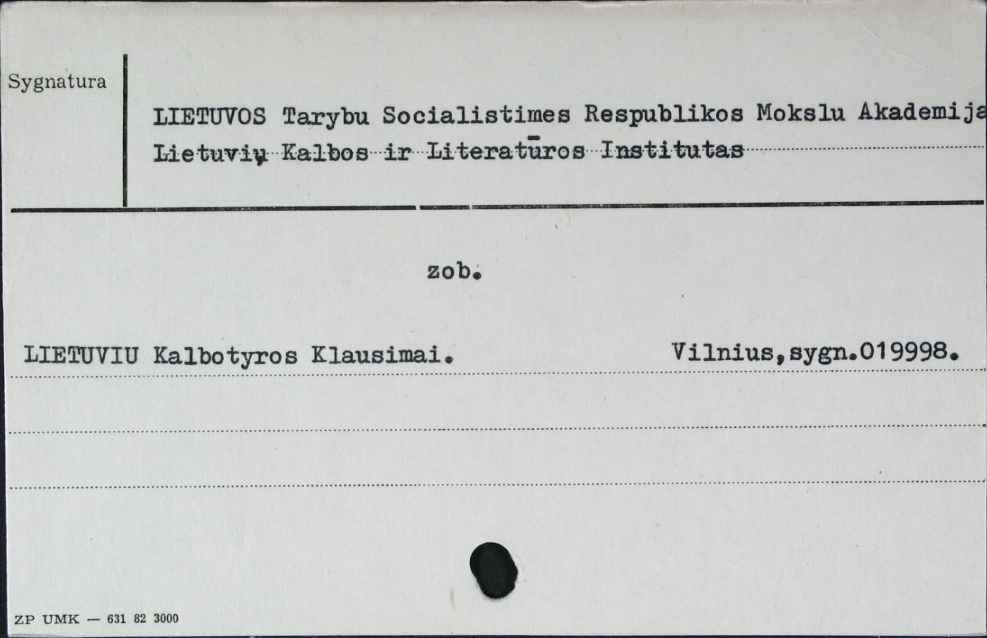 Sygnatura
LIETUVOS Tarybu Socialistimes Respublikos Mokslu Akademija
Lietuvių Kalbos ir Literatūros Institutas
zob.
LIETUVIU Kalbotyros Klausimai. Vilnius,sygn.019998.
ZP UMK — 631 82 3000